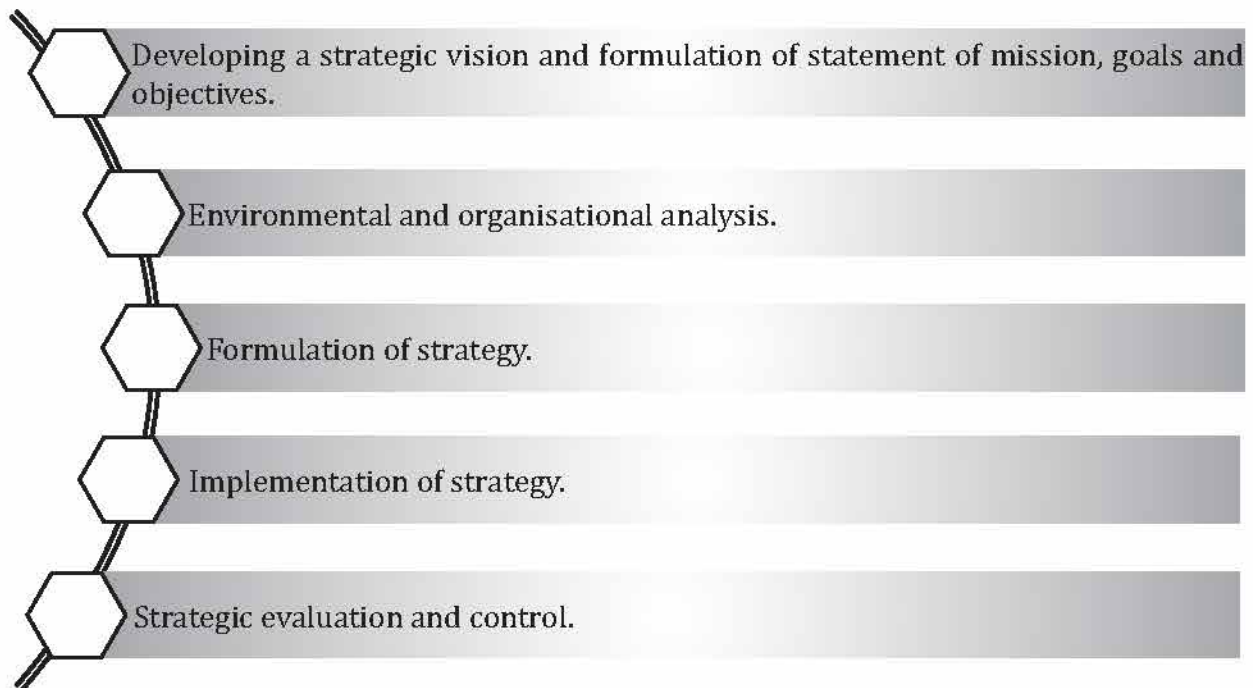 Developing a strategic vision and formulation of statement of mission, goals and
objectives.
Environmental and organisational analysis.
Formulation of strategy.
Implementation of strategy.
Strategic evaluation and control.